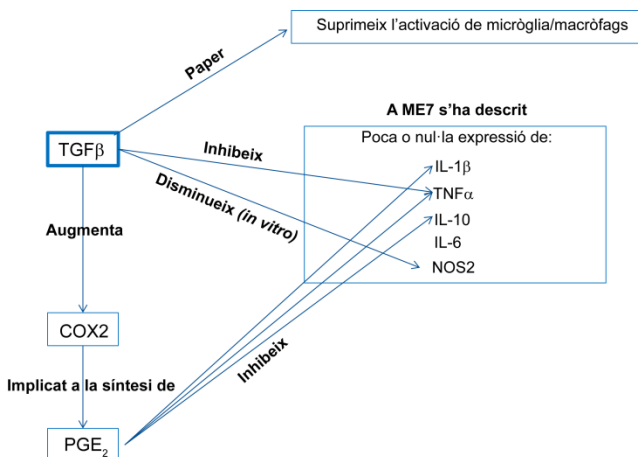 Suprimeix l'activació de micròglia/macròfags
Paper
A ME7 s'ha descrit
Poca o nul·la expressió de:
TGFβ
Inhibeix
IL-1β
Disminueix (in vitro)
TNFα
IL-10
Augmenta
IL-6
NOS2
COX2
Inhibeix
Implicat a la síntesi de
PGE2